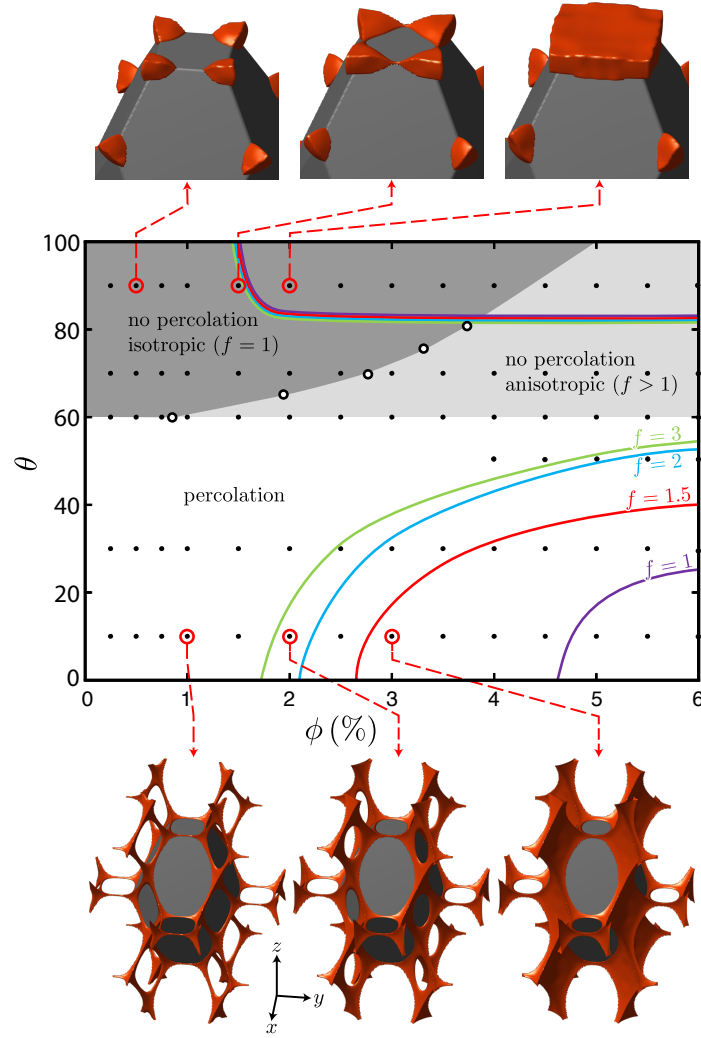 100
80
60
40
20
0
θ
no percolation
isotropic (f = 1)
no percolation
anisotropic (f > 1)
percolation
f = 3
f = 2
f = 1.5
f = 1
0 1 2 3 4 5 6
ϕ (%)
z
y
x